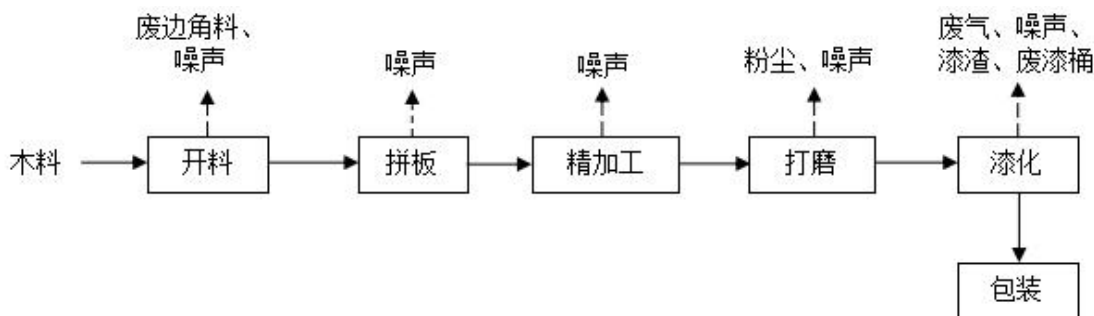 废边角料、
噪声
噪声
噪声
粉尘、噪声
废气、噪声、
漆渣、废漆桶
木料
开料
拼板
精加工
打磨
漆化
包装